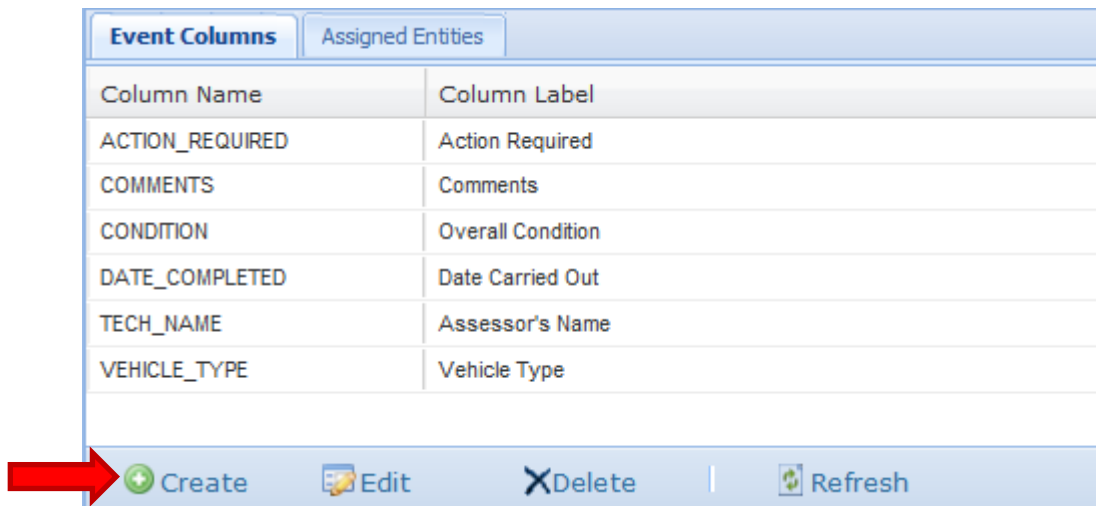 Event Columns Assigned Entities
Column Name Column Label
ACTION_REQUIRED Action Required
COMMENTS Comments
CONDITION Overall Condition
DATE_COMPLETED Date Carried Out
TECH_NAME Assessor's Name
VEHICLE_TYPE Vehicle Type
Create Edit Delete Refresh